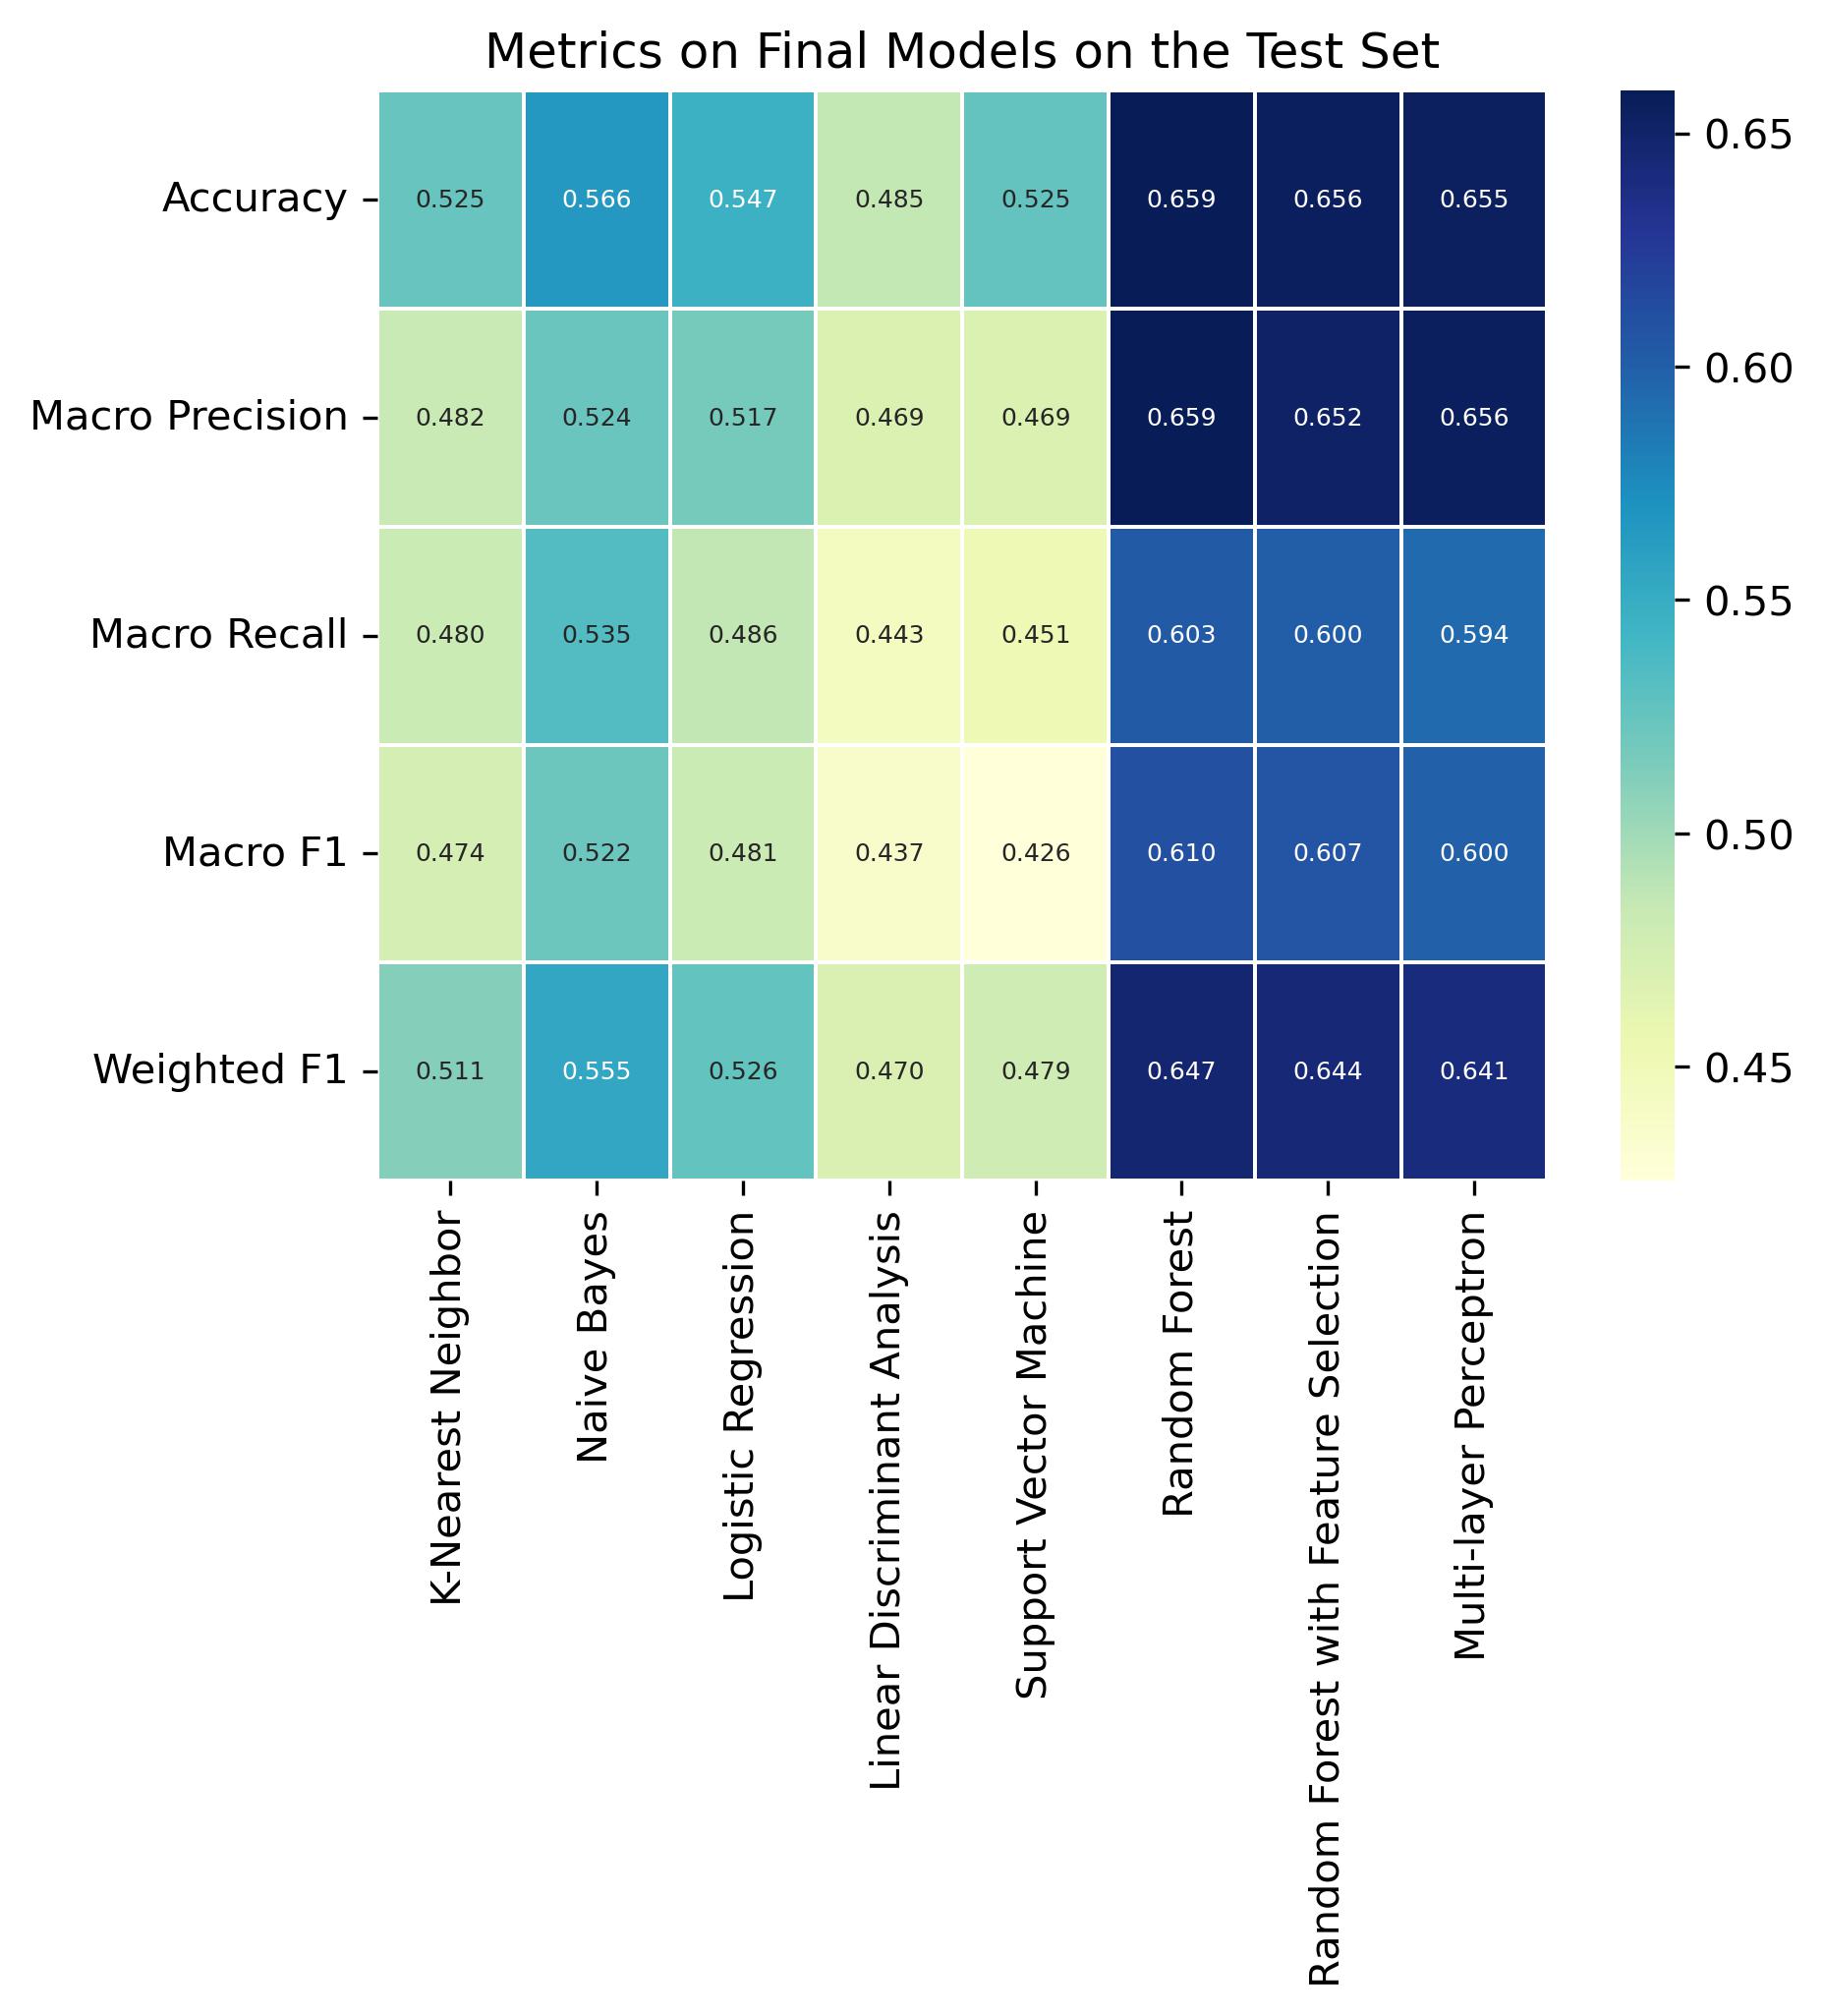 Metrics on Final Models on the Test Set
Accuracy 0.525 0.566 0.547 0.485 0.525 0.659 0.656 0.655
Macro Precision 0.482 0.524 0.517 0.469 0.469 0.659 0.652 0.656
Macro Recall 0.480 0.535 0.486 0.443 0.451 0.603 0.600 0.594
Macro F1 0.474 0.522 0.481 0.437 0.426 0.610 0.607 0.600
Weighted F1 0.511 0.555 0.526 0.470 0.479 0.647 0.644 0.641
K-Nearest Neighbor
Naive Bayes
Logistic Regression
Linear Discriminant Analysis
Support Vector Machine
Random Forest
Random Forest with Feature Selection
Multi-layer Perceptron
0.65
0.60
0.55
0.50
0.45